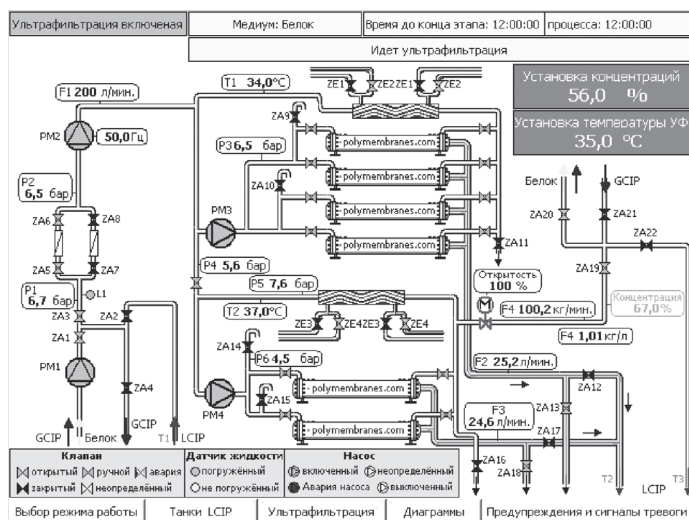 Ультрафильтрация включеная
Медиум: Белок
Время до конца этапа: 12:00:00
процесса: 12:00:00
Идет ультрафильтрация
F1 200 л/мин.
T1 34,0°C
ZE1 ZE2 ZE1 ZE2
Установка концентраций
56,0 %
Установка температуры УФ
35,0 °C
PM2
50,0 Гц
ZA9
P3 6,5 бар
polymembranes.com
P2
6,5 бар
ZA10
polymembranes.com
Белок
GCIP
ZA6
ZA8
PM3
polymembranes.com
ZA20
ZA21
polymembranes.com
ZA11
ZA22
ZA5
ZA7
P4 5,6 бар
Открытость
100 %
ZA19
P1
6,7 бар
L1
P5 7,6 бар
T2 37,0°C
F4 100,2 кг/мин.
Концентрация
67,0%
ZA3
ZA2
ZE3 ZE4 ZE3 ZE4
F4 1,01 кг/л
ZA1
ZA14
P6 4,5 бар
F2 25,2 л/мин.
PM1
ZA4
polymembranes.com
ZA12
PM4
ZA15
F3
24,6 л/мин.
ZA13
polymembranes.com
ZA17
GCIP
Белок
GCIP
T1
LCIP
ZA16
ZA18
T2
LCIP
T3
Клапан
Датчик жидкости
Насос
открытый
ручной
авария
погружённый
включенный
неопределённый
закрытый
неопределённый
не погружённый
Авария насоса
выключенный
Выбор режима работы
Танки LCIP
Ультрафильтрация
Диаграммы
Предупреждения и сигналы тревоги